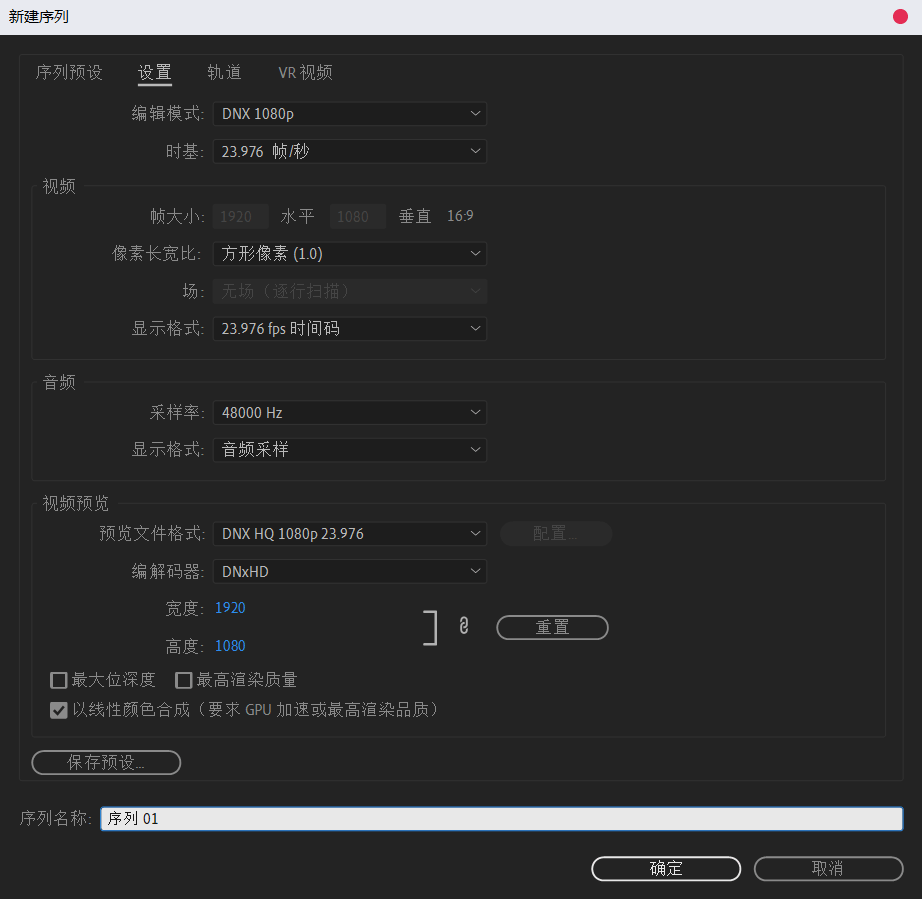 新建序列
序列预设 设置 轨道 VR 视频
编辑模式: DNX 1080p
时基: 23.976 帧/秒
视频
帧大小: 1920 水平 1080 垂直 16:9
像素长宽比: 方形像素 (1.0)
场: 无场（逐行扫描）
显示格式: 23.976 fps 时间码
音频
采样率: 48000 Hz
显示格式: 音频采样
视频预览
预览文件格式: DNX HQ 1080p 23.976 配置...
编解码器: DNxHD
宽度: 1920
高度: 1080
重置
最大位深度 最高渲染质量
以线性颜色合成（要求 GPU 加速或最高渲染品质）
保存预设...
序列名称: 序列 01
确定 取消